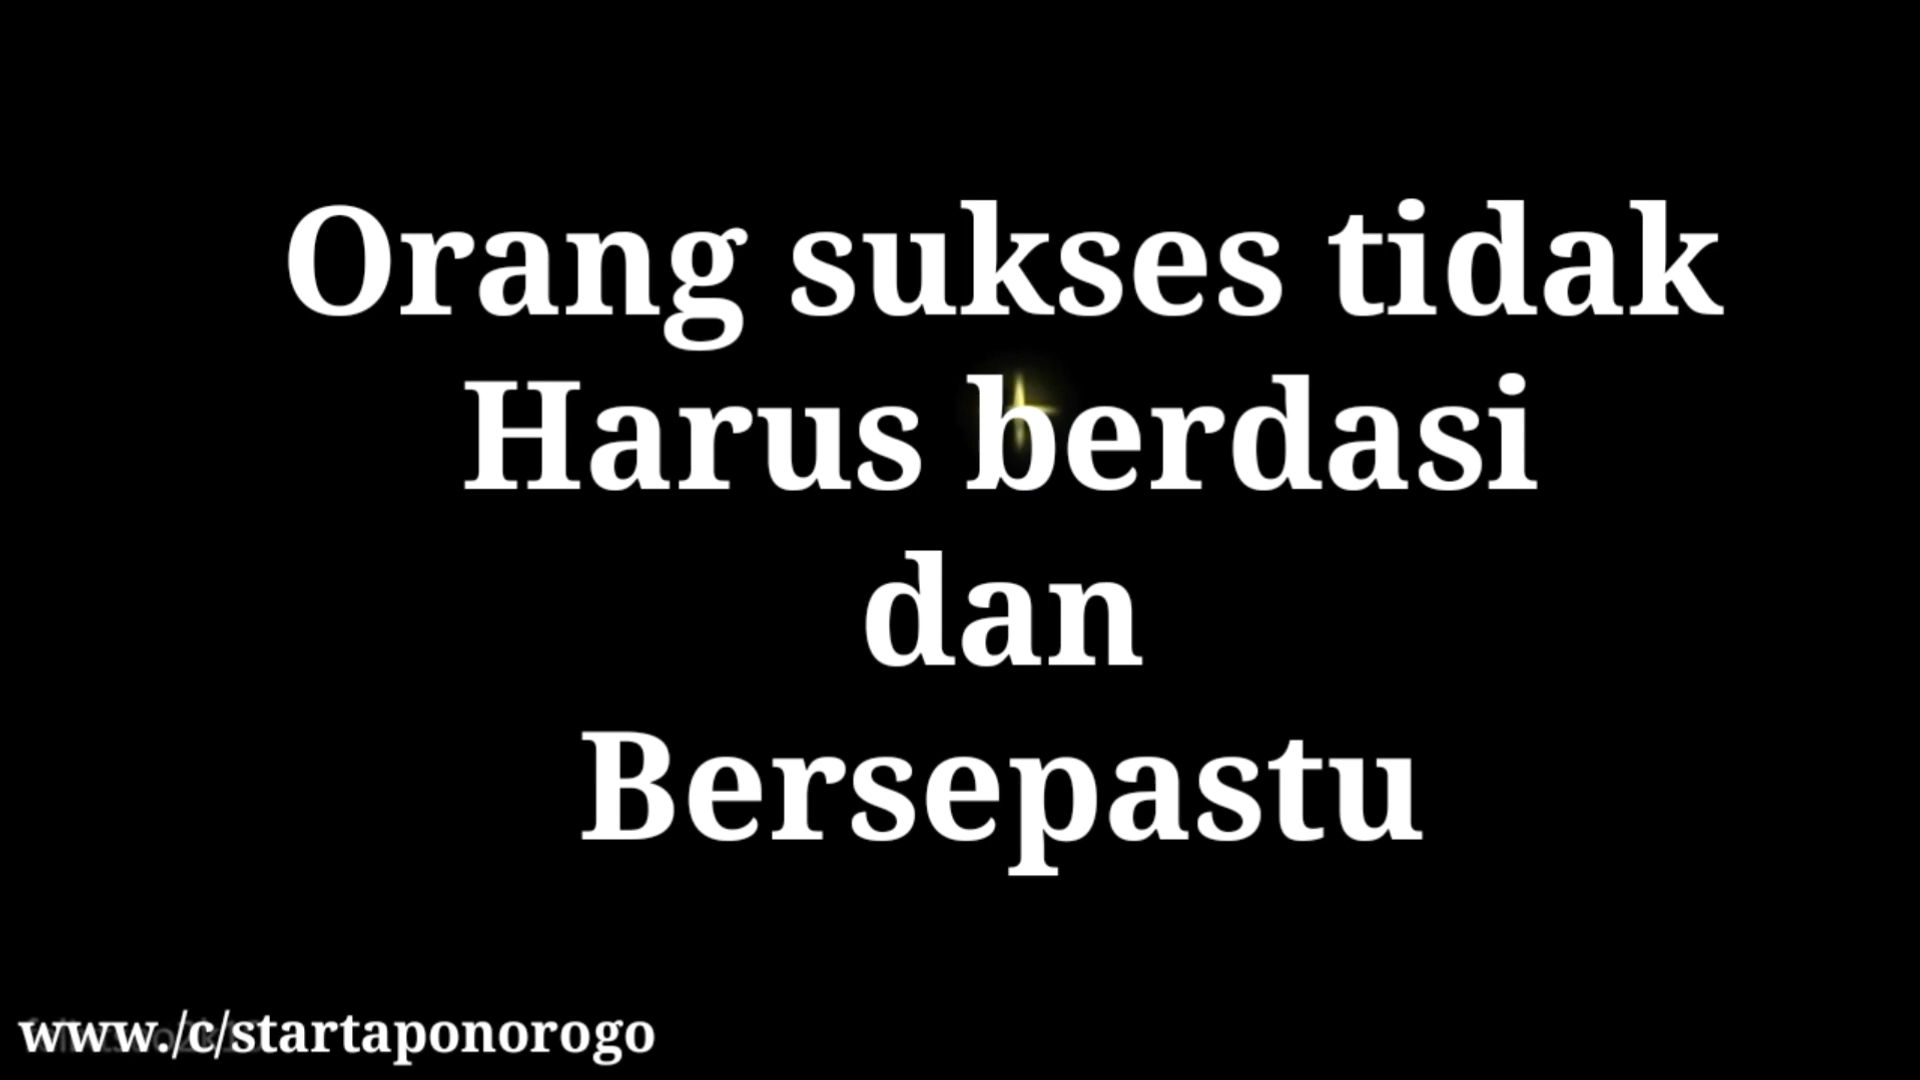 Orang sukses tidak
Harus berdasi
dan
Bersepastu
www./c/startaponorogo